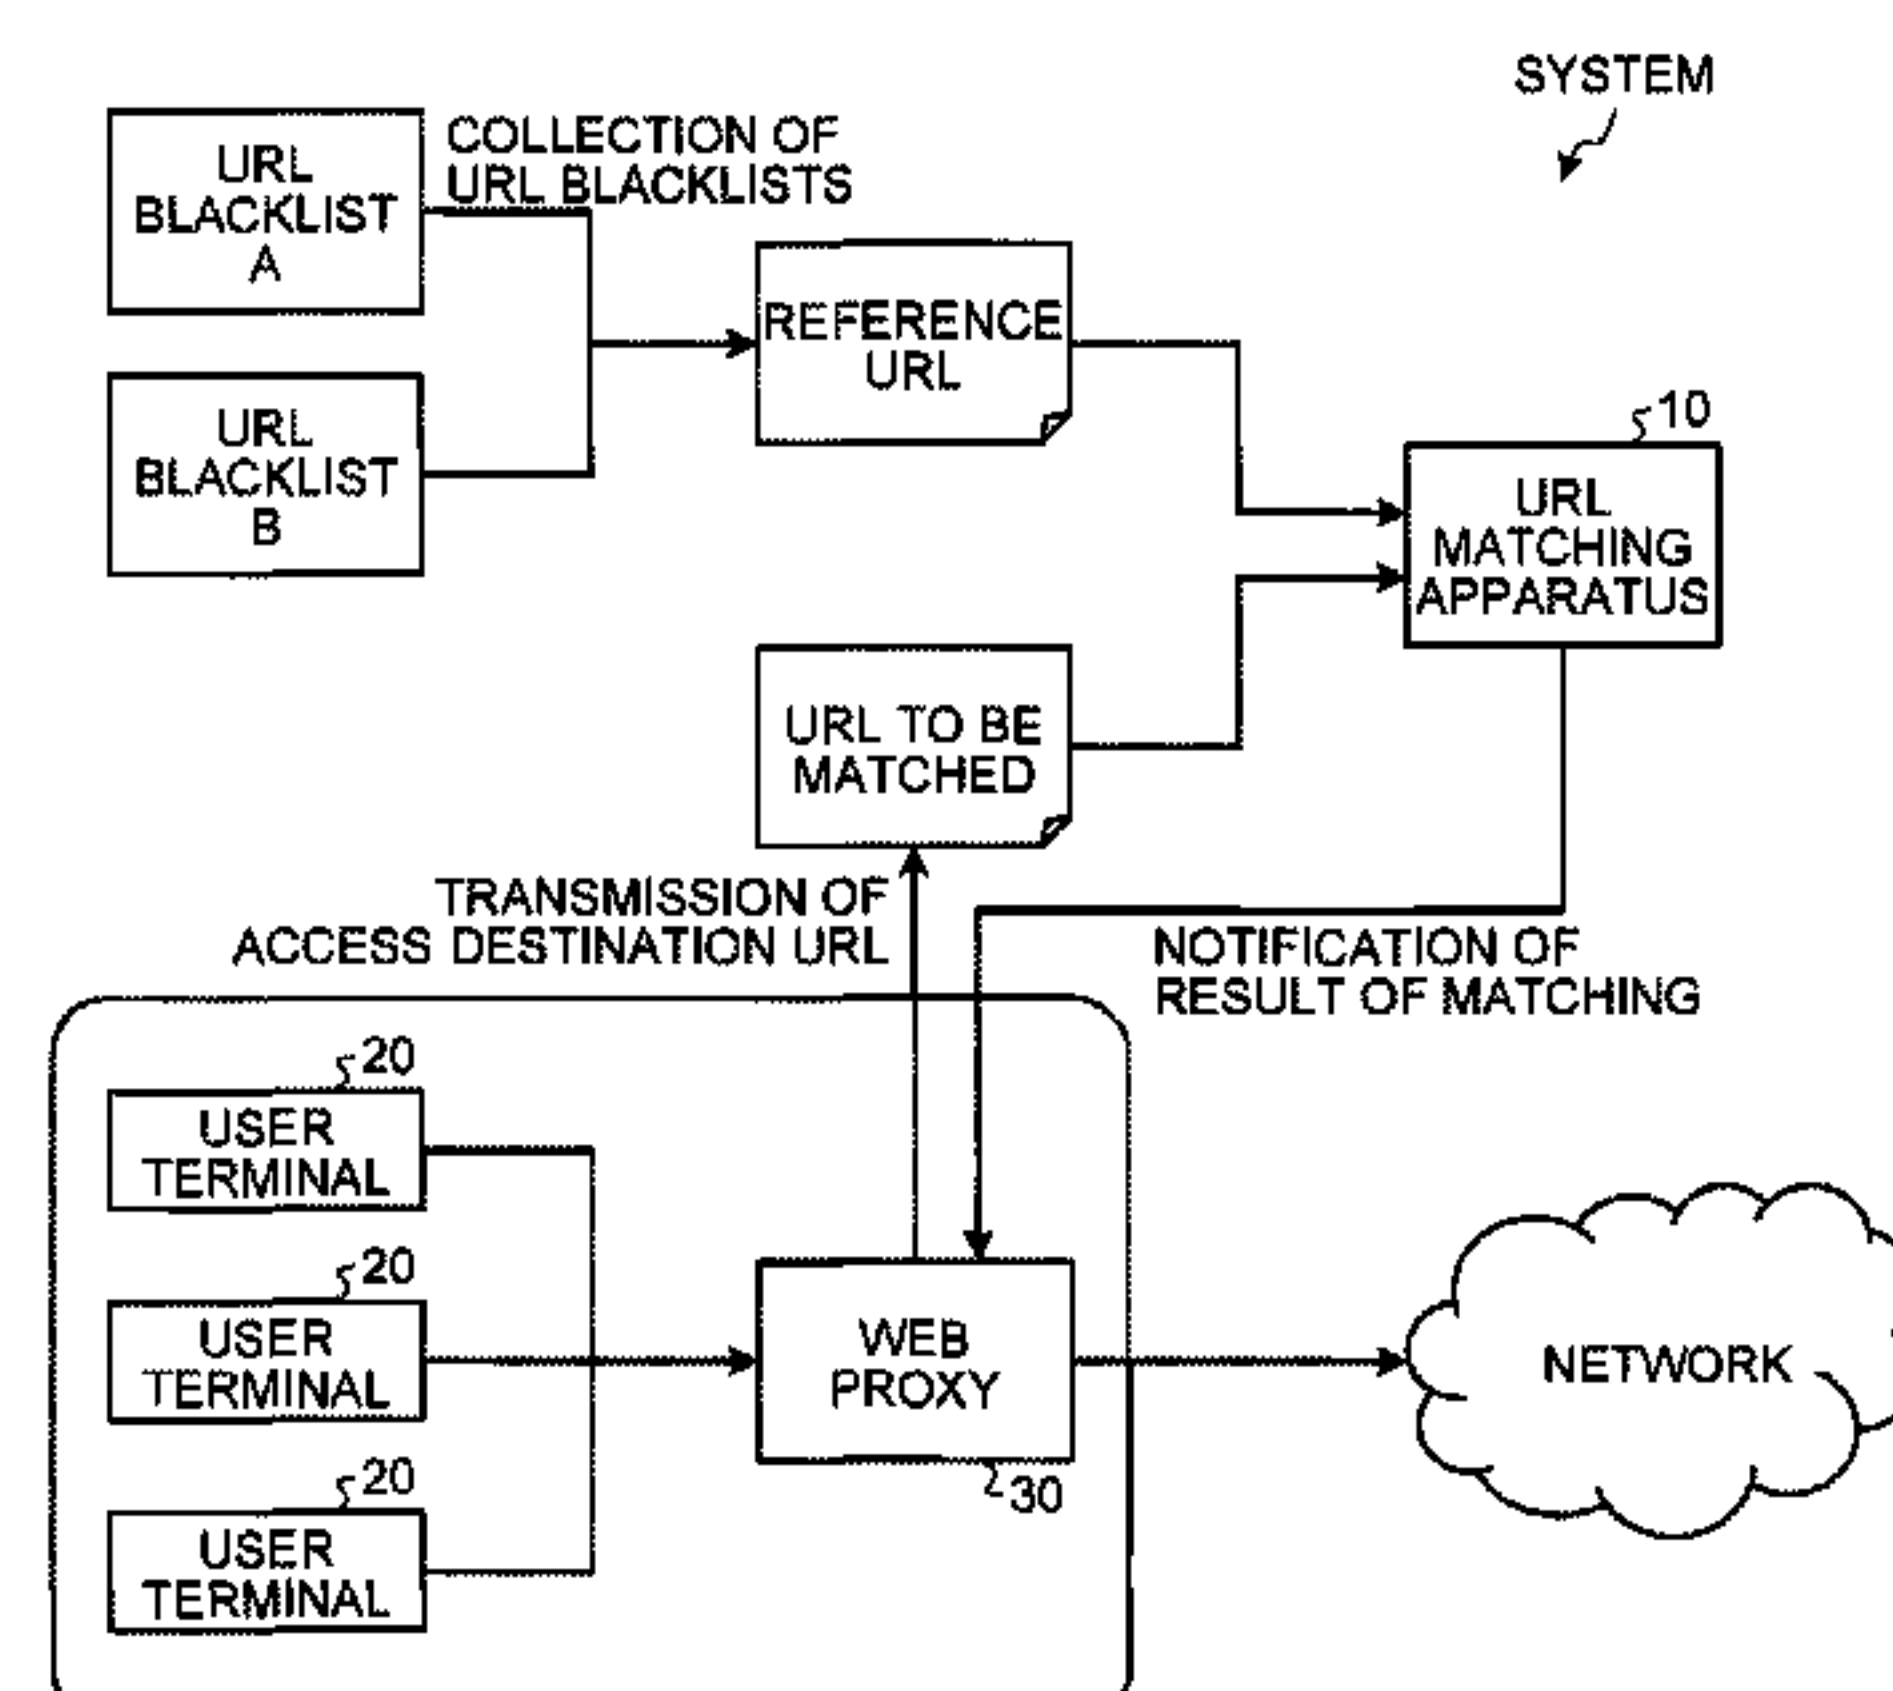 SYSTEM
URL
BLACKLIST
A
COLLECTION OF
URL BLACKLISTS
REFERENCE
URL
URL
BLACKLIST
B
10
URL
MATCHING
APPARATUS
URL TO BE
MATCHED
TRANSMISSION OF
ACCESS DESTINATION URL
NOTIFICATION OF
RESULT OF MATCHING
20
USER
TERMINAL
20
USER
TERMINAL
WEB
PROXY
30
NETWORK
20
USER
TERMINAL